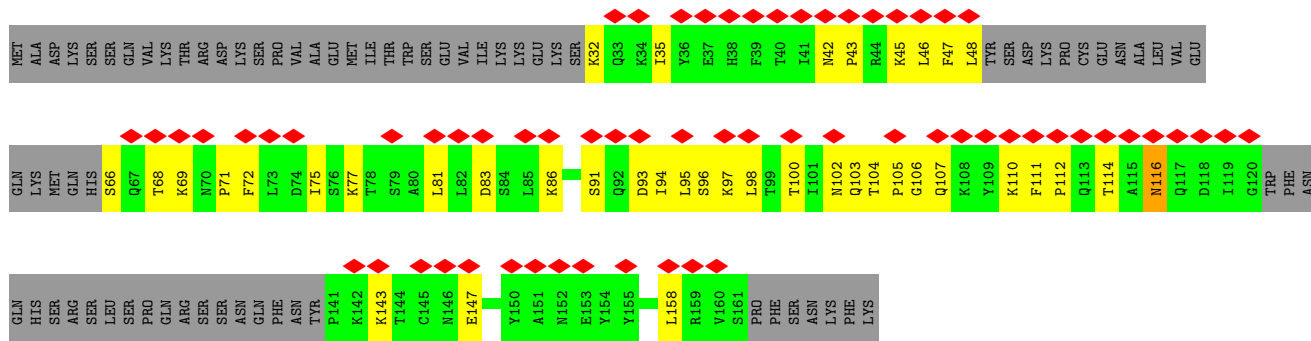 MET ALA ASP LYS SER SER GLN VAL LYS THR ARG ASP LYS SER PRO VAL ALA GLU MET ILE THR TRP SER GLU VAL ILE LYS LYS GLU LYS SER K32 Q33 K34 I35 Y36 E37 H38 F39 T40 I41 N42 P43 R44 K45 L46 F47 L48 TYR SER ASP LYS PRO CYS GLU ASN ALA LEU VAL GLU
GLN LYS MET GLN HIS S66 Q67 T68 K69 N70 P71 F72 L73 D74 I75 S76 K77 T78 S79 A80 L81 L82 D83 S84 L85 K86 S91 Q92 D93 I94 L95 S96 K97 L98 T99 T100 I101 N102 Q103 T104 P105 G106 Q107 K108 Y109 K110 F111 P112 Q113 T114 A115 N116 Q117 D118 I119 G120 TRP PHE ASN
GLN HIS SER ARG SER LEU SER PRO GLN ARG SER SER ASN GLN PHE ASN TYR P141 K142 K143 T144 C145 N146 E147 Y150 A151 N152 E153 Y154 Y155 L158 R159 V160 S161 PRO PHE SER ASN LYS PHE LYS